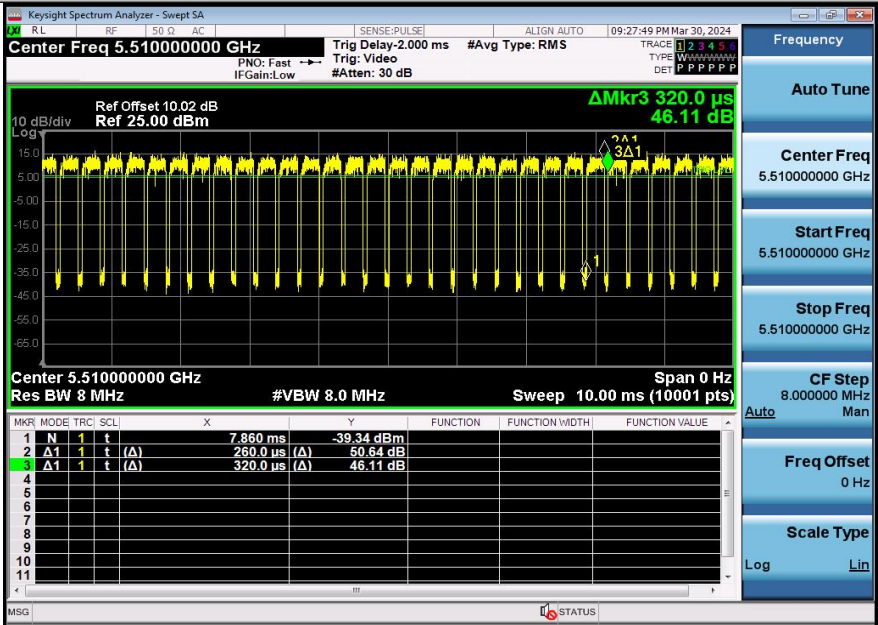 Keysight Spectrum Analyzer - Swept SA
LXI RL RF 50 Ω AC SENSE:PULSE ALIGN AUTO 09:27:49 PM Mar 30, 2024
Center Freq 5.510000000 GHz
PNO: Fast
IFGain:Low
Trig Delay-2.000 ms
Trig: Video
#Atten: 30 dB
#Avg Type: RMS
TRACE 1 2 3 4 5 6
TYPE WWWWWW
DET P P P P P P
Ref Offset 10.02 dB
10 dB/div Ref 25.00 dBm
Log
ΔMkr3 320.0 µs
46.11 dB
15.0
5.00
-5.00
-15.0
-25.0
-35.0
-45.0
-55.0
-65.0
2Δ1
3Δ1
1
Center 5.510000000 GHz Span 0 Hz
Res BW 8 MHz #VBW 8.0 MHz Sweep 10.00 ms (10001 pts)
MKR MODE TRC SCL X Y FUNCTION FUNCTION WIDTH FUNCTION VALUE
1 N 1 t 7.860 ms -39.34 dBm
2 Δ1 1 t (Δ) 260.0 µs (Δ) 50.64 dB
3 Δ1 1 t (Δ) 320.0 µs (Δ) 46.11 dB
4
5
6
7
8
9
10
11
MSG STATUS
Frequency
Auto Tune
Center Freq
5.510000000 GHz
Start Freq
5.510000000 GHz
Stop Freq
5.510000000 GHz
CF Step
8.000000 MHz
Auto Man
Freq Offset
0 Hz
Scale Type
Log Lin